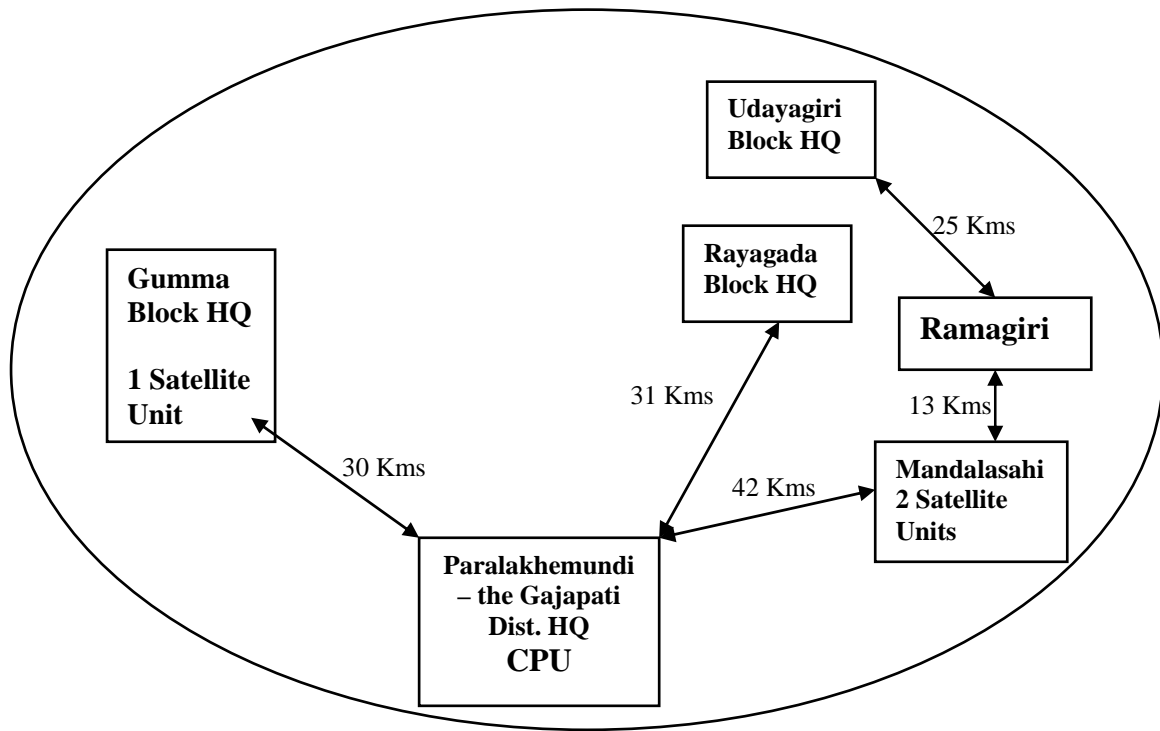 Udayagiri
Block HQ
25 Kms
Rayagada
Block HQ
Gumma
Block HQ
1 Satellite
Unit
Ramagiri
31 Kms
13 Kms
30 Kms
42 Kms
Mandalasahi
2 Satellite
Units
Paralakhemundi
– the Gajapati
Dist. HQ
CPU